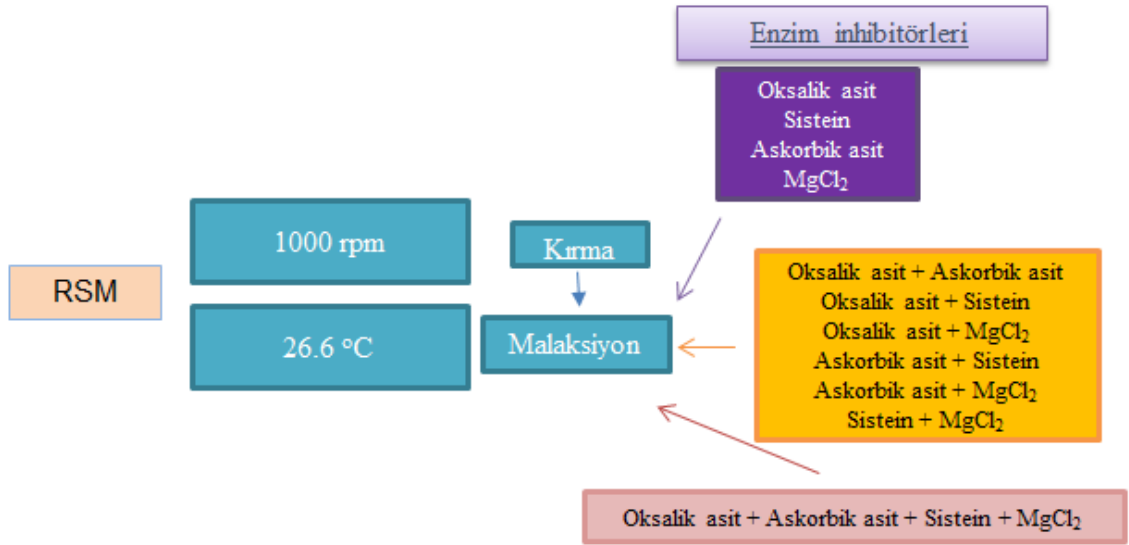 Enzim inhibitörleri
Oksalik asit
Sistein
Askorbik asit
MgCl₂
1000 rpm
Kırma
RSM
26.6 °C
Malaksiyon
Oksalik asit + Askorbik asit
Oksalik asit + Sistein
Oksalik asit + MgCl₂
Askorbik asit + Sistein
Askorbik asit + MgCl₂
Sistein + MgCl₂
Oksalik asit + Askorbik asit + Sistein + MgCl₂